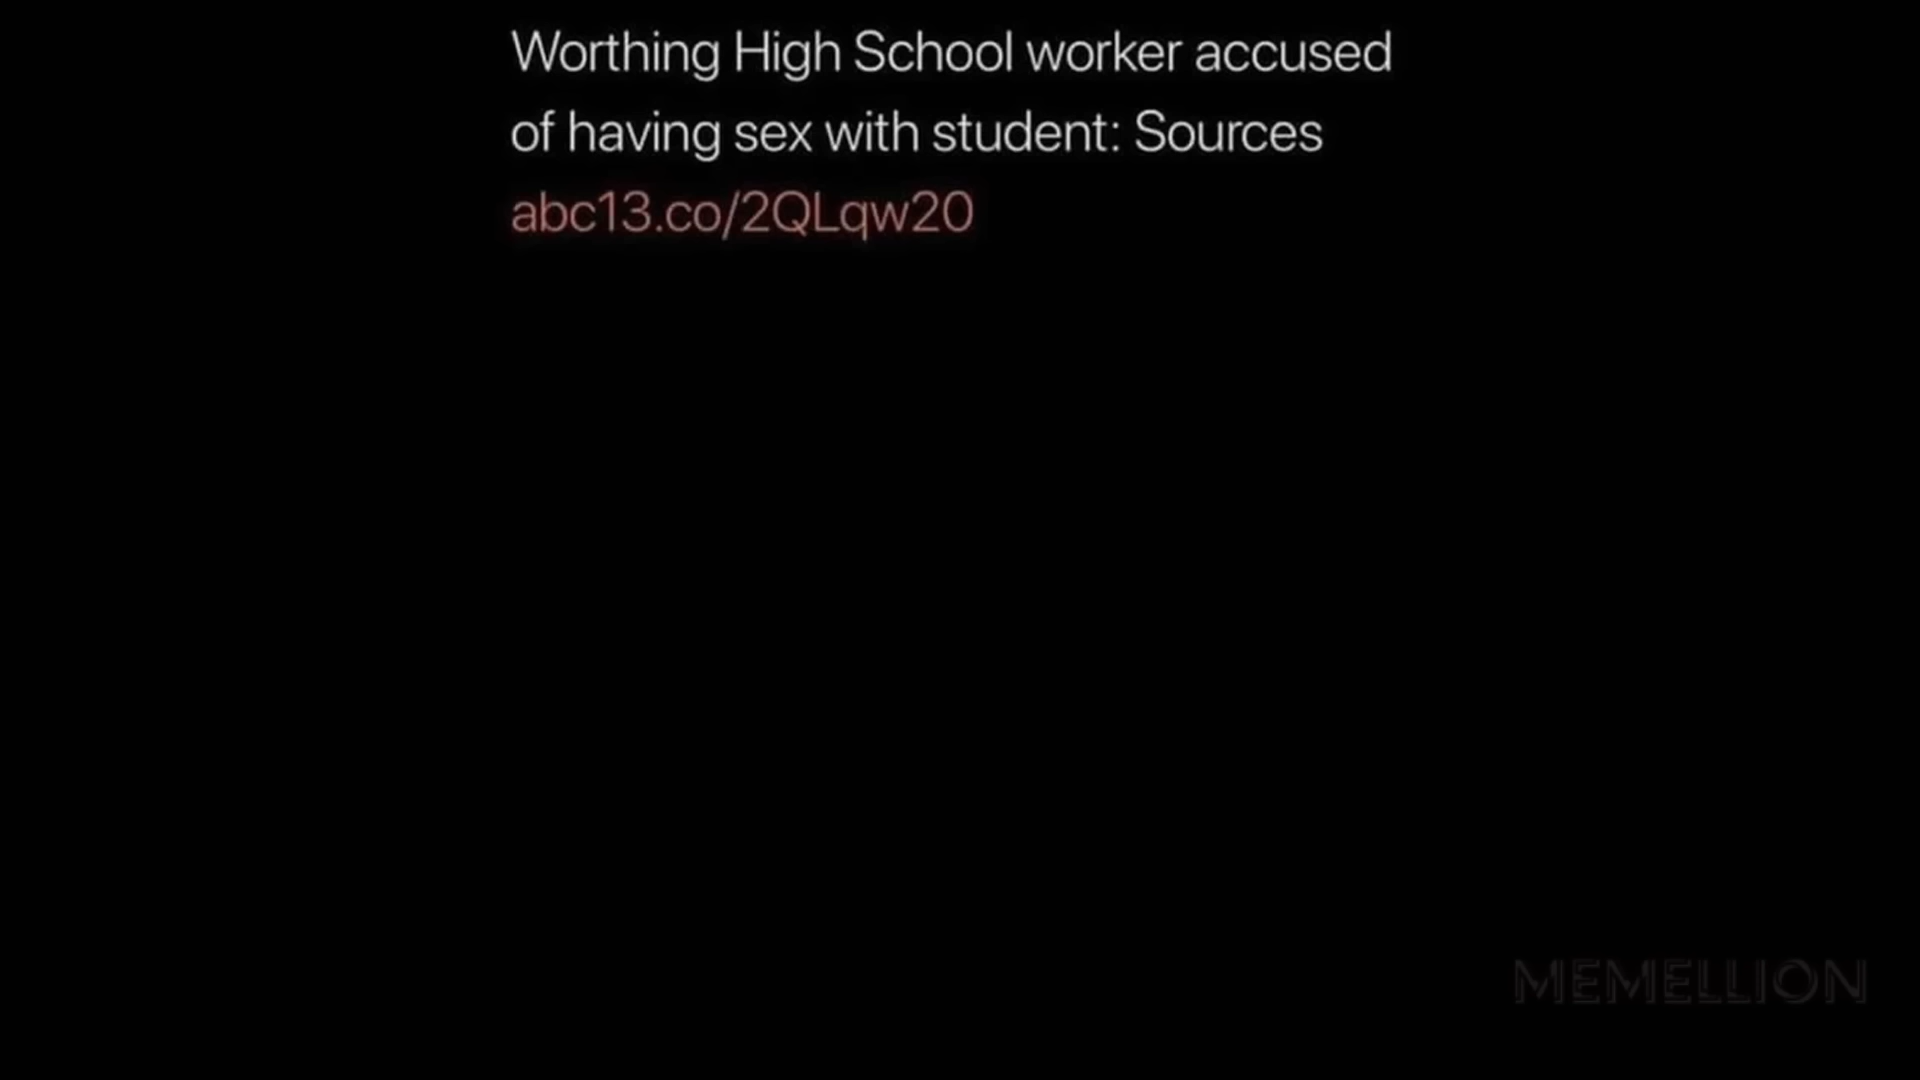 Worthing High School worker accused
of having sex with student: Sources
abc13.co/2QLqw20
MEMELLION